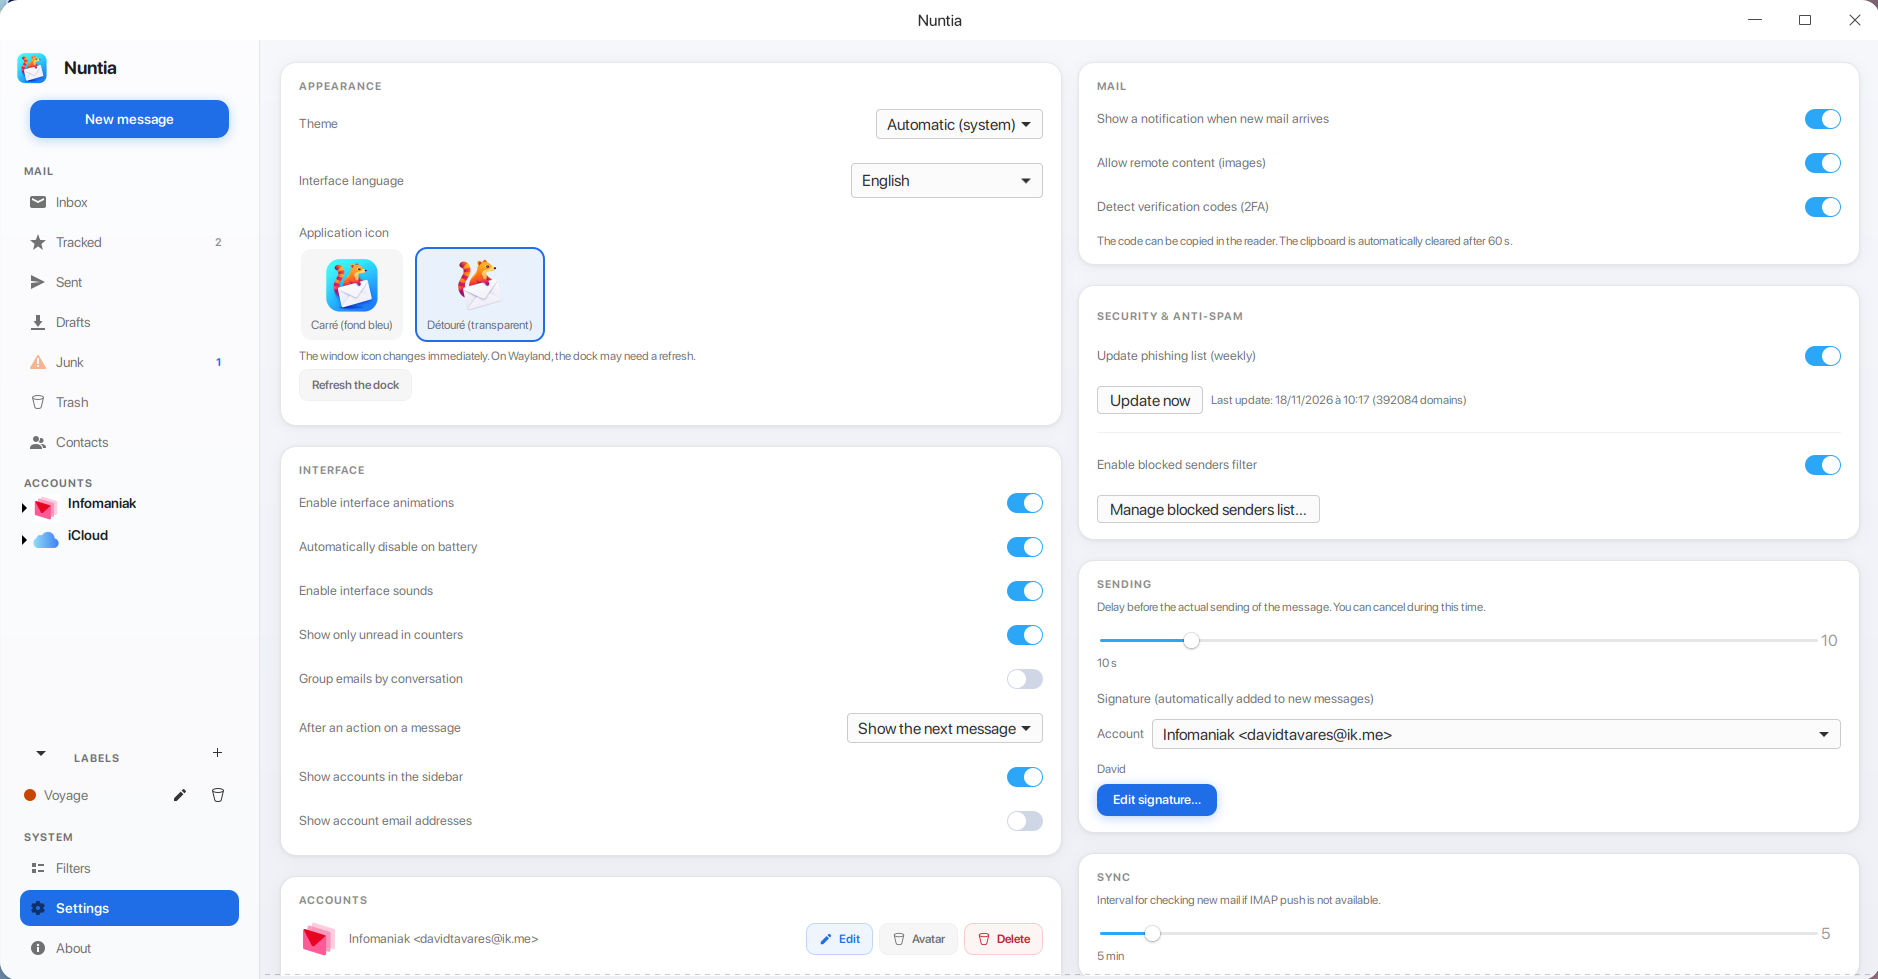 Nuntia
Nuntia
New message
MAIL
Inbox
Tracked 2
Sent
Drafts
Junk 1
Trash
Contacts
ACCOUNTS
Infomaniak
iCloud
LABELS
Voyage
SYSTEM
Filters
Settings
About
APPEARANCE
Theme Automatic (system)
Interface language English
Application icon
Carré (fond bleu) Détouré (transparent)
The window icon changes immediately. On Wayland, the dock may need a refresh.
Refresh the dock
INTERFACE
Enable interface animations
Automatically disable on battery
Enable interface sounds
Show only unread in counters
Group emails by conversation
After an action on a message Show the next message
Show accounts in the sidebar
Show account email addresses
ACCOUNTS
Infomaniak <davidtavares@ik.me> Edit Avatar Delete
MAIL
Show a notification when new mail arrives
Allow remote content (images)
Detect verification codes (2FA)
The code can be copied in the reader. The clipboard is automatically cleared after 60 s.
SECURITY & ANTI-SPAM
Update phishing list (weekly)
Update now Last update: 18/11/2026 à 10:17 (392084 domains)
Enable blocked senders filter
Manage blocked senders list...
SENDING
Delay before the actual sending of the message. You can cancel during this time.
10
10 s
Signature (automatically added to new messages)
Account Infomaniak <davidtavares@ik.me>
David
Edit signature...
SYNC
Interval for checking new mail if IMAP push is not available.
5
5 min